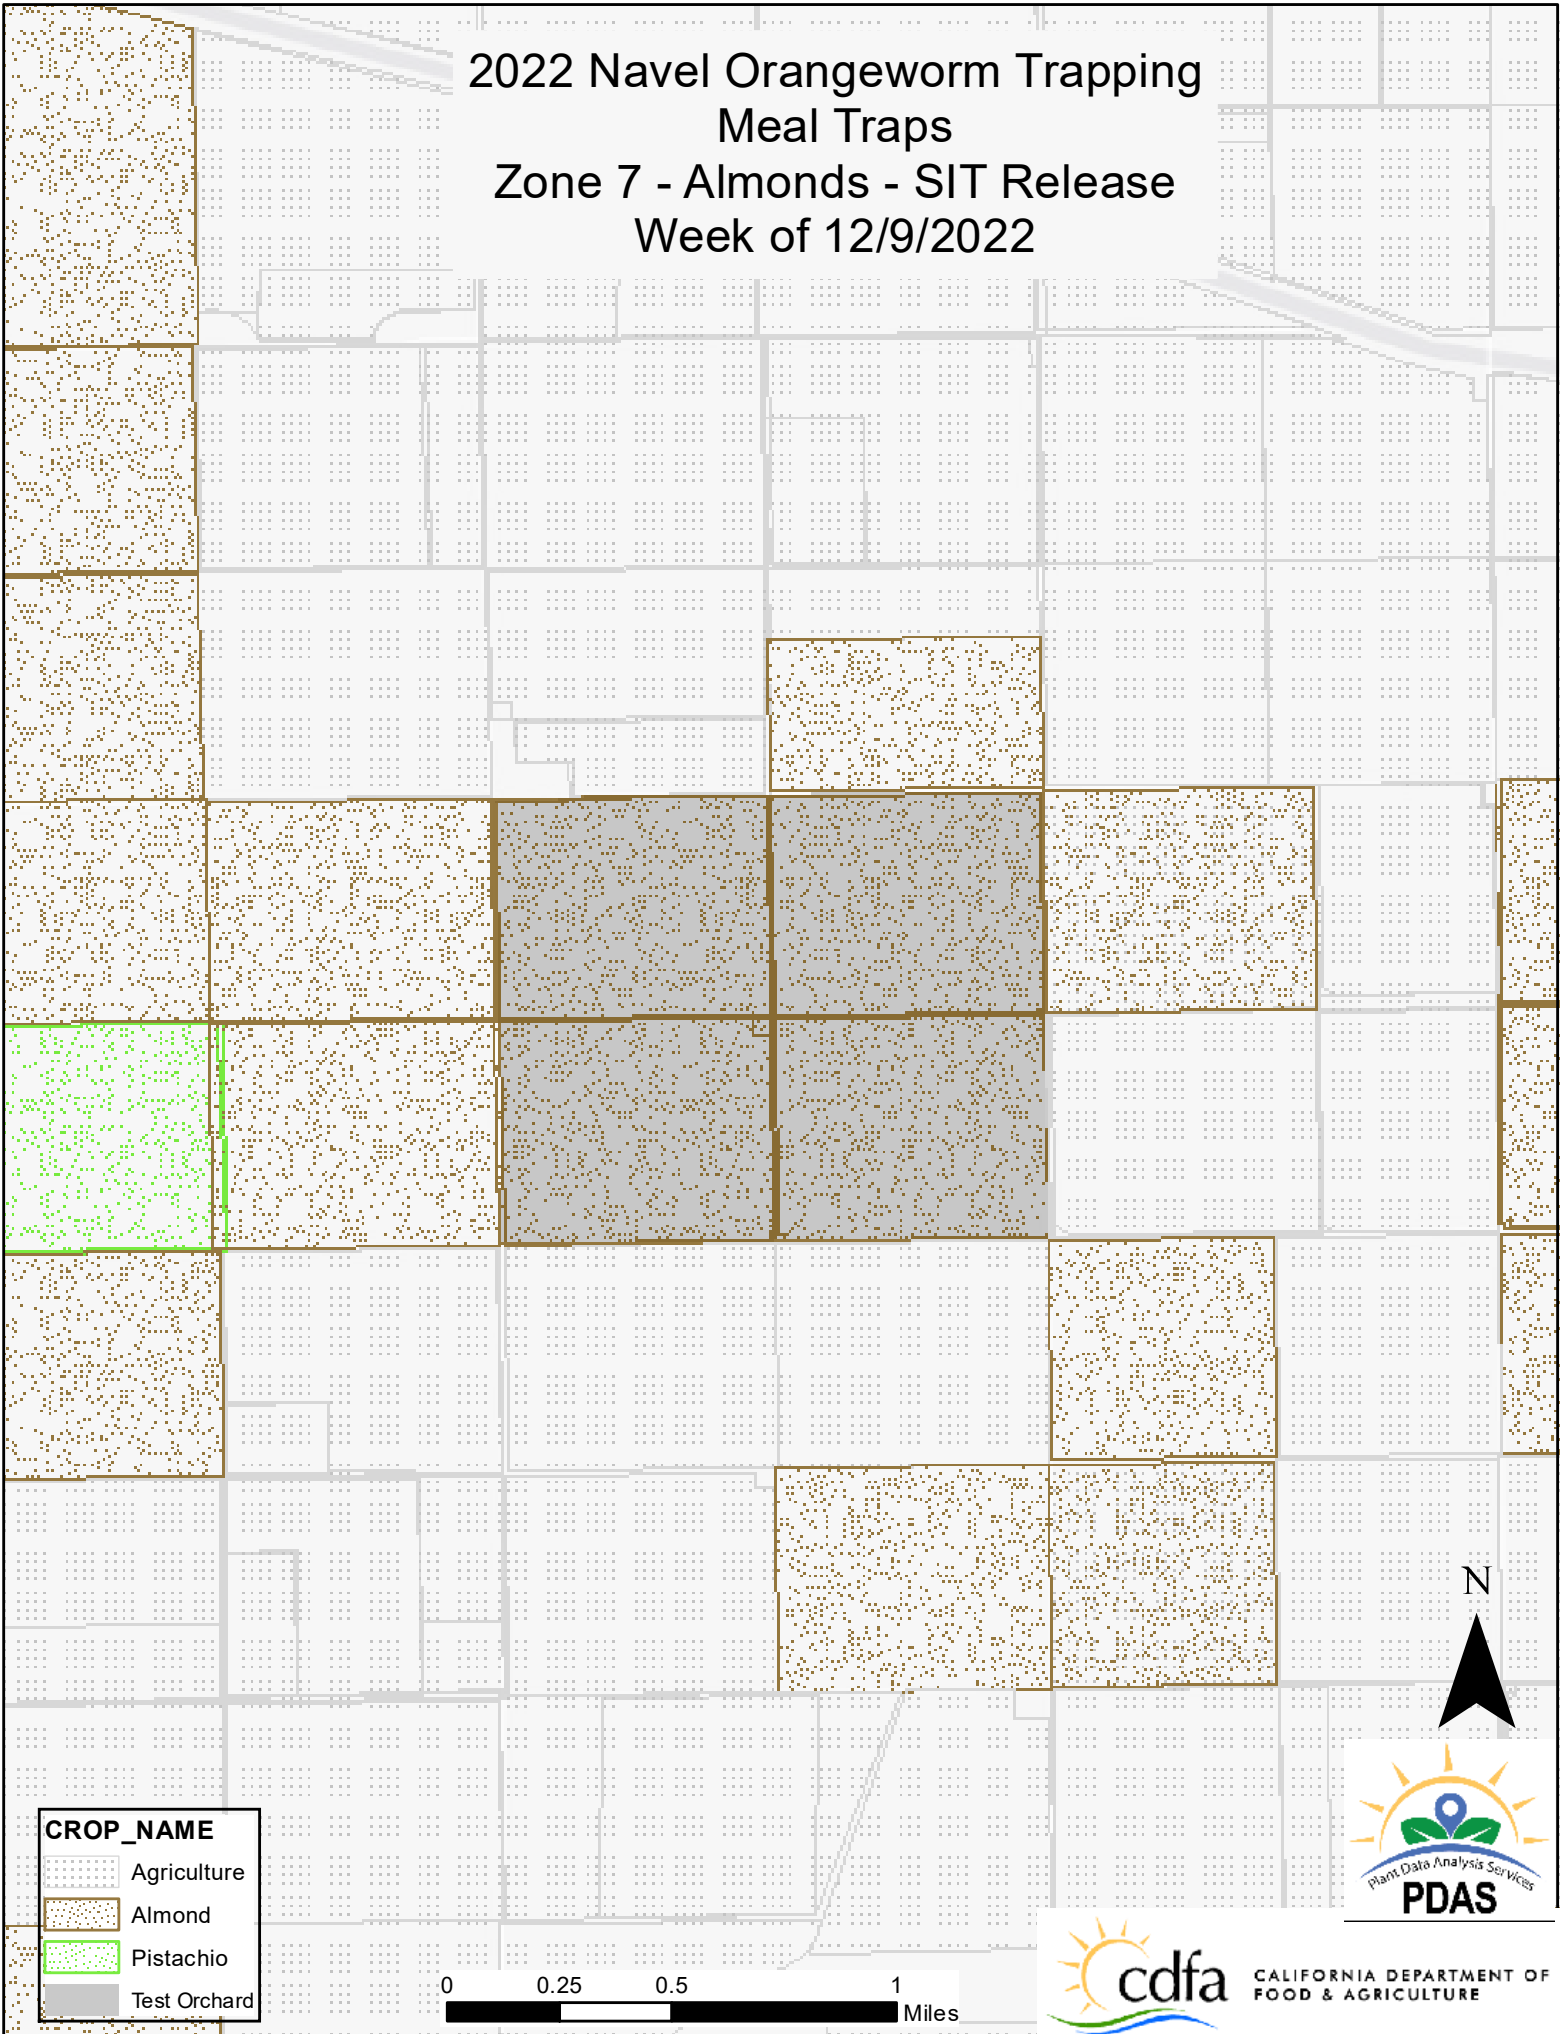 2022 Navel Orangeworm Trapping
Meal Traps
Zone 7 - Almonds - SIT Release
Week of 12/9/2022
N
Plant Data Analysis Services
PDAS
CROP_NAME
Agriculture
Almond
Pistachio
Test Orchard
0 0.25 0.5 1
Miles
cdfa
CALIFORNIA DEPARTMENT OF
FOOD & AGRICULTURE